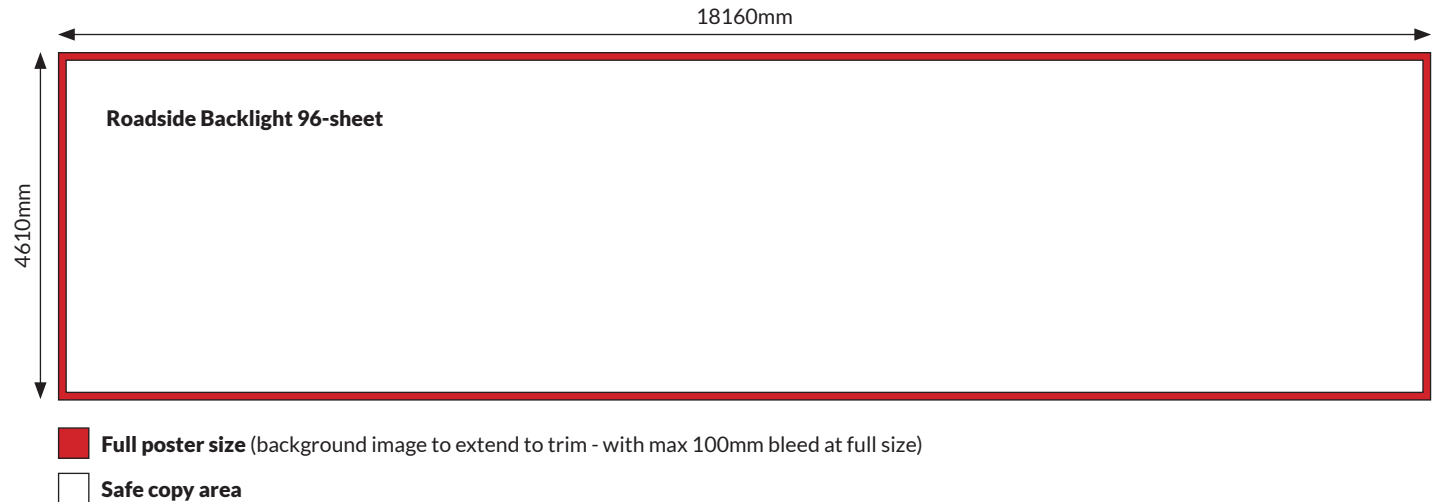 18160mm
4610mm
Roadside Backlight 96-sheet
Full poster size (background image to extend to trim - with max 100mm bleed at full size)
Safe copy area